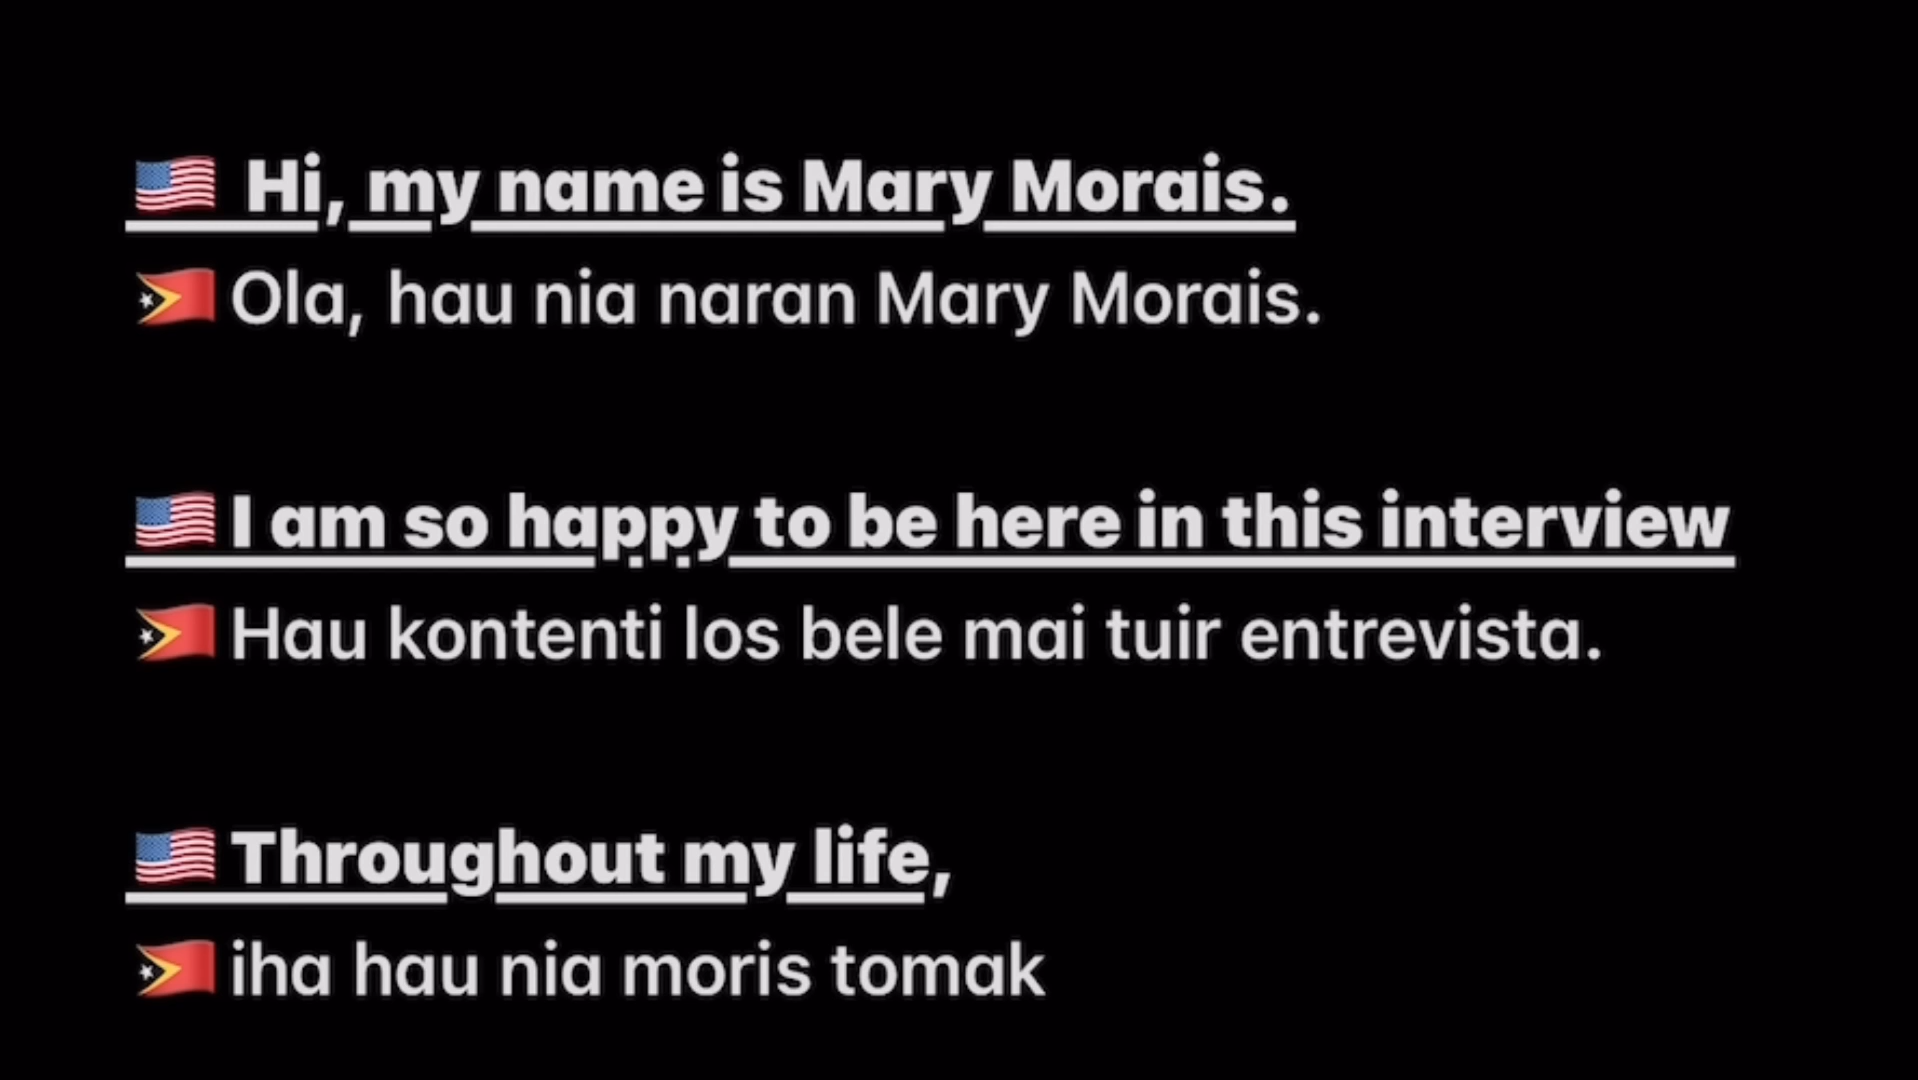 🇺🇸 Hi, my name is Mary Morais.
🇹🇱 Ola, hau nia naran Mary Morais.
🇺🇸 I am so happy to be here in this interview
🇹🇱 Hau kontenti los bele mai tuir entrevista.
🇺🇸 Throughout my life,
🇹🇱 iha hau nia moris tomak